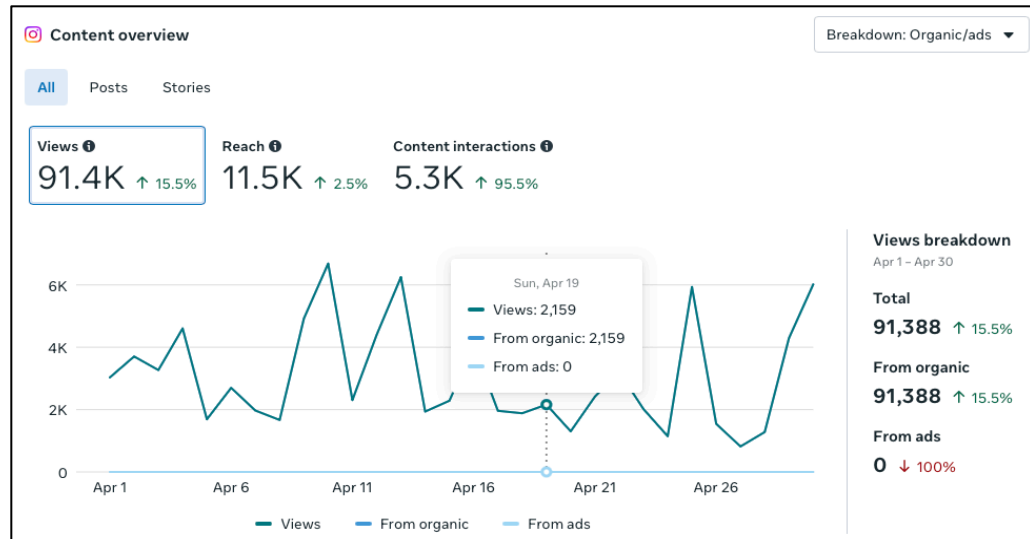 Content overview
Breakdown: Organic/ads
All Posts Stories
Views Reach Content interactions
91.4K ↑ 15.5% 11.5K ↑ 2.5% 5.3K ↑ 95.5%
Views breakdown
Apr 1 – Apr 30
Total
91,388 ↑ 15.5%
From organic
91,388 ↑ 15.5%
From ads
0 ↓ 100%
6K
4K
2K
0
Sun, Apr 19
Views: 2,159
From organic: 2,159
From ads: 0
Apr 1 Apr 6 Apr 11 Apr 16 Apr 21 Apr 26
Views From organic From ads